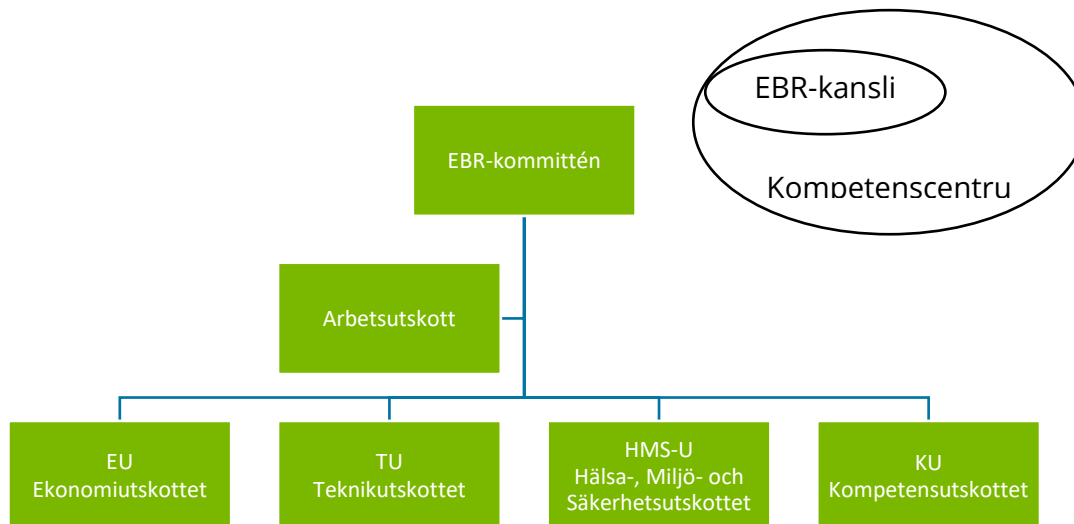 EBR-kansli
EBR-kommittén
Kompetenscentru
Arbetsutskott
EU
Ekonomiutskottet
TU
Teknikutskottet
HMS-U
Hälsa-, Miljö- och
Säkerhetsutskottet
KU
Kompetensutskottet